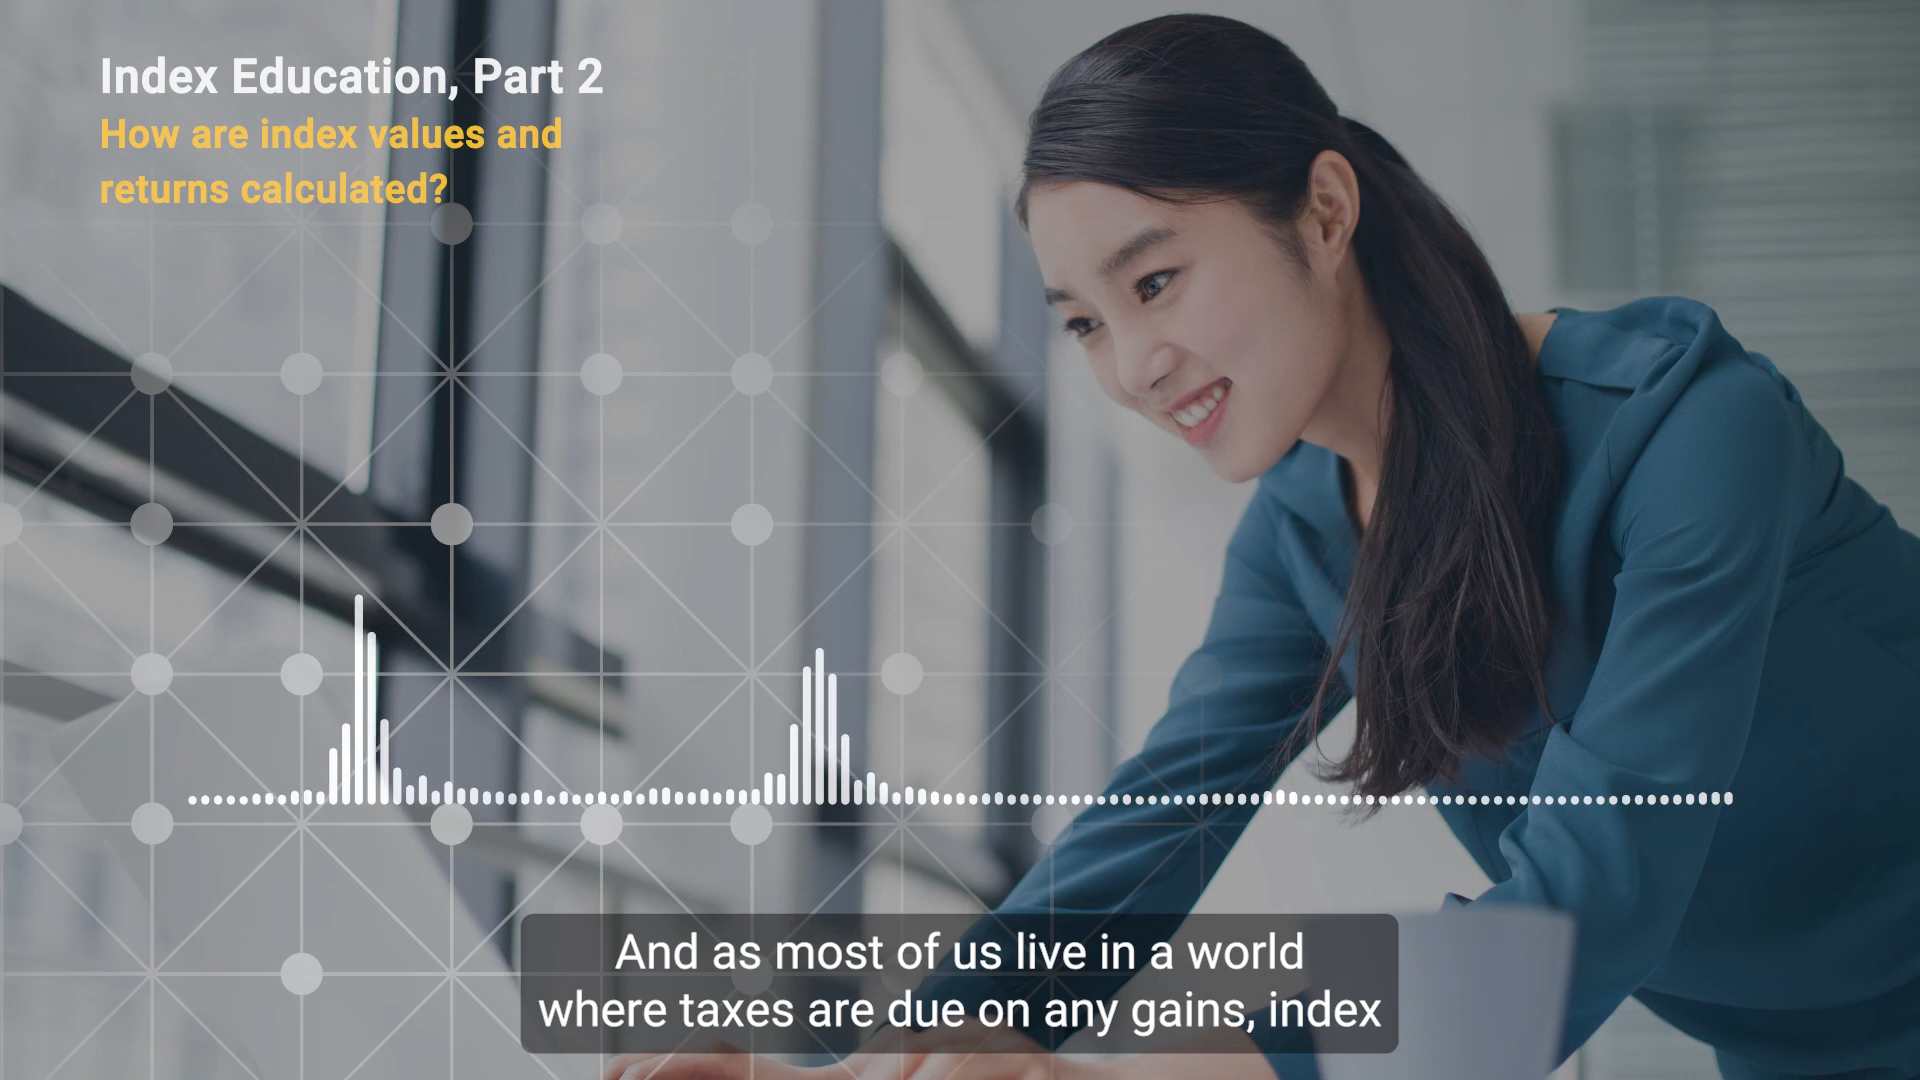 Index Education, Part 2
How are index values and
returns calculated?
And as most of us live in a world
where taxes are due on any gains, index